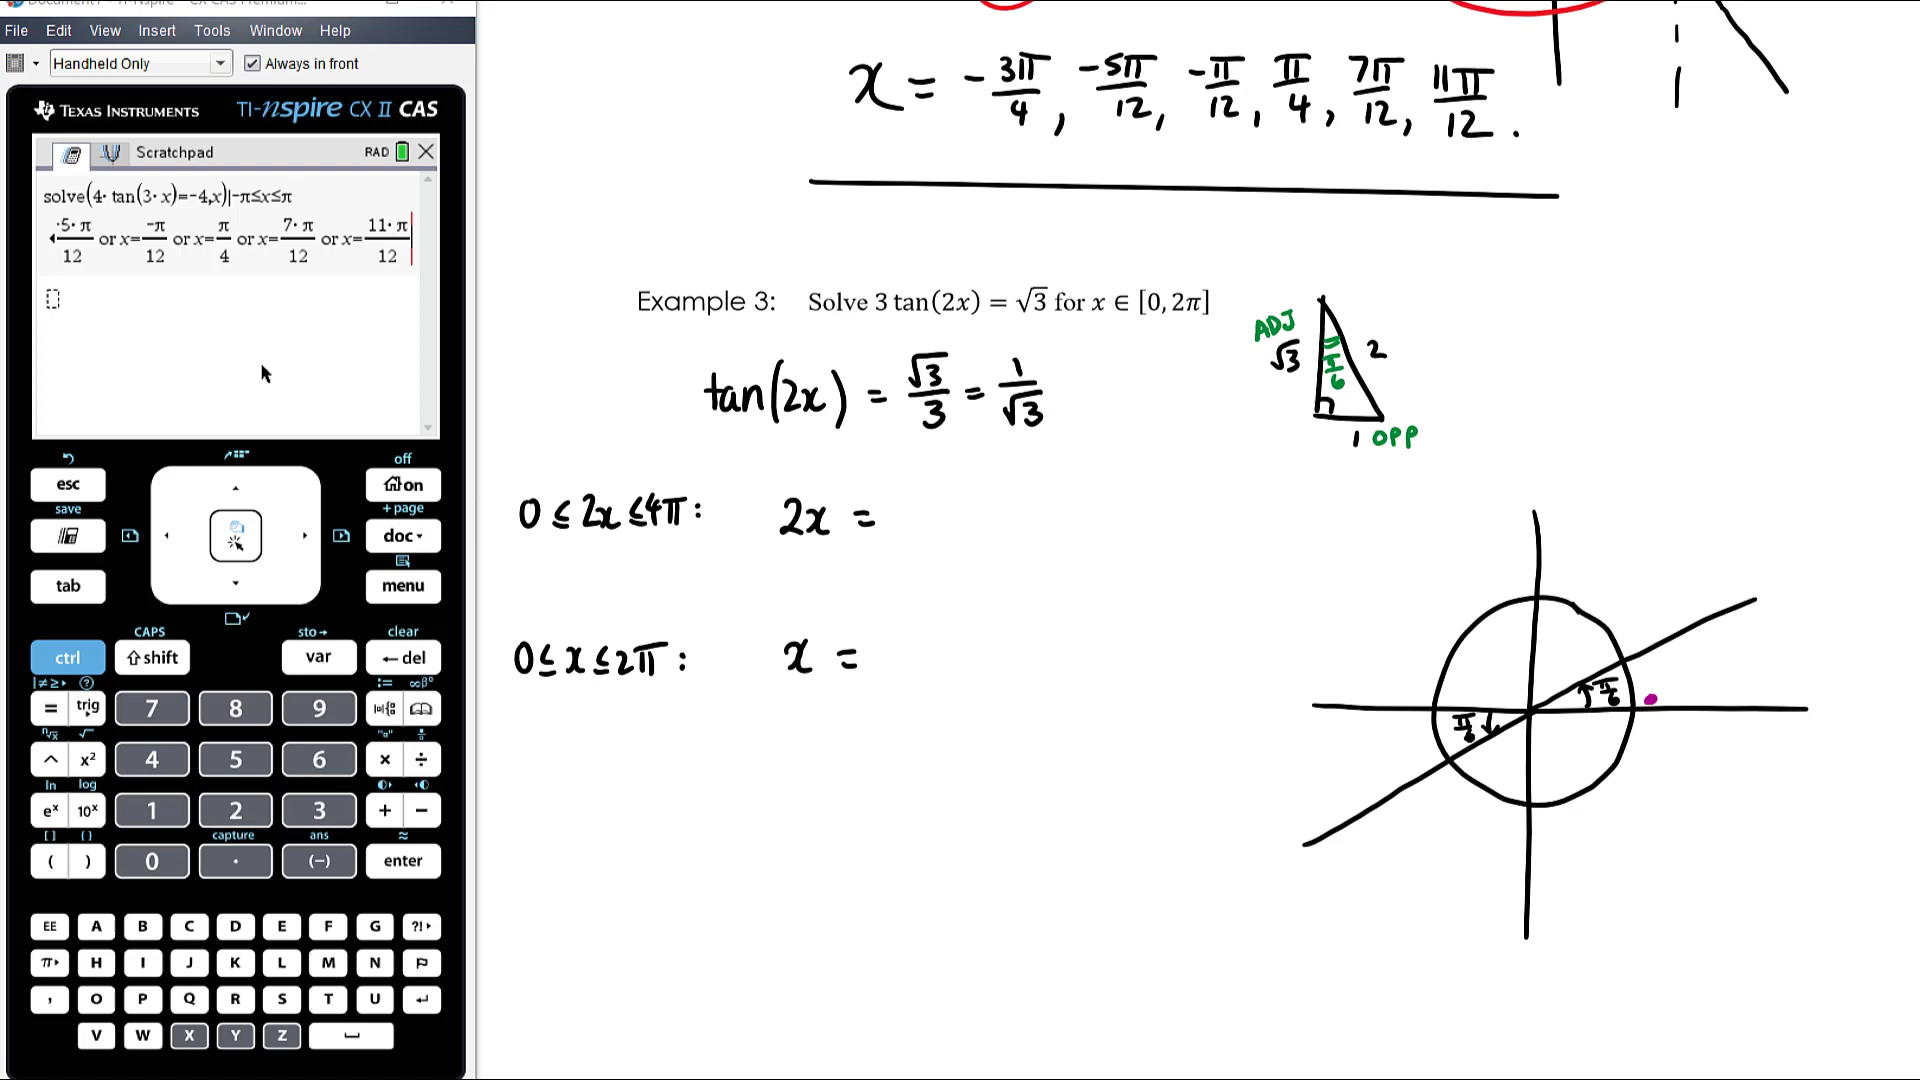 File Edit View Insert Tools Window Help
Handheld Only Always in front
TEXAS INSTRUMENTS TI-nspire CX II CAS
Scratchpad RAD
solve(4·tan(3·x)=-4,x)|-π≤x≤π
·5·π/12 or x=-π/12 or x=π/4 or x=7·π/12 or x=11·π/12
off
esc on
save + page
doc
tab menu
CAPS sto→ clear
ctrl shift var ←del
|≠≥▸ ? := ∞β°
= trig 7 8 9
ⁿ√x √ "a"
^ x² 4 5 6 × ÷
ln log
eˣ 10ˣ 1 2 3 + −
[ ] { } capture ans ≈
( ) 0 . (−) enter
EE A B C D E F G ?!▸
π▸ H I J K L M N
, O P Q R S T U ↵
V W X Y Z
x = -3π/4, -5π/12, -π/12, π/4, 7π/12, 11π/12.
Example 3: Solve 3 tan(2x) = √3 for x ∈ [0, 2π]
tan(2x) = √3/3 = 1/√3
ADJ
√3 π/6 2
1 OPP
0 ≤ 2x ≤ 4π: 2x =
0 ≤ x ≤ 2π: x =
π/6
π/6